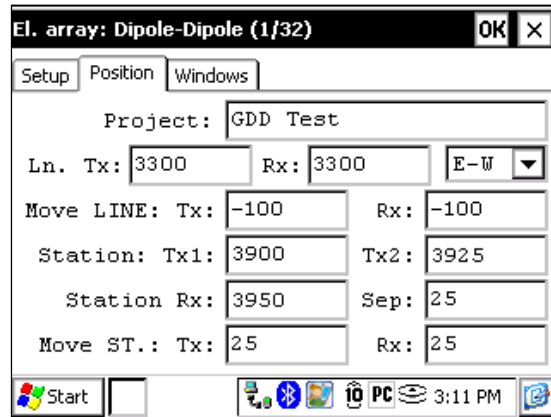 El. array: Dipole-Dipole (1/32) OK ×
Setup Position Windows
Project: GDD Test
Ln. Tx: 3300 Rx: 3300 E-W
Move LINE: Tx: -100 Rx: -100
Station: Tx1: 3900 Tx2: 3925
Station Rx: 3950 Sep: 25
Move ST.: Tx: 25 Rx: 25
Start PC 3:11 PM